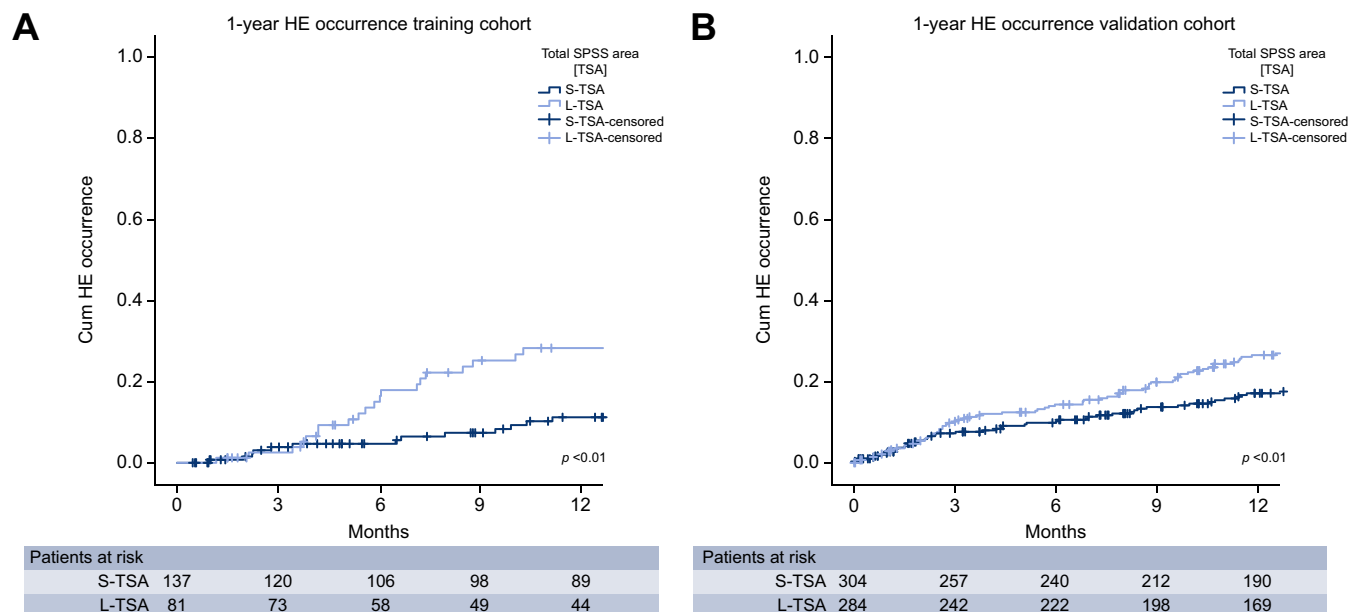 A
1-year HE occurrence training cohort
Total SPSS area
[TSA]
S-TSA
L-TSA
S-TSA-censored
L-TSA-censored
1.0
0.8
0.6
0.4
0.2
0.0
Cum HE occurrence
p <0.01
0 3 6 9 12
Months
Patients at risk
S-TSA 137 120 106 98 89
L-TSA 81 73 58 49 44
B
1-year HE occurrence validation cohort
Total SPSS area
[TSA]
S-TSA
L-TSA
S-TSA-censored
L-TSA-censored
1.0
0.8
0.6
0.4
0.2
0.0
Cum HE occurrence
p <0.01
0 3 6 9 12
Months
Patients at risk
S-TSA 304 257 240 212 190
L-TSA 284 242 222 198 169